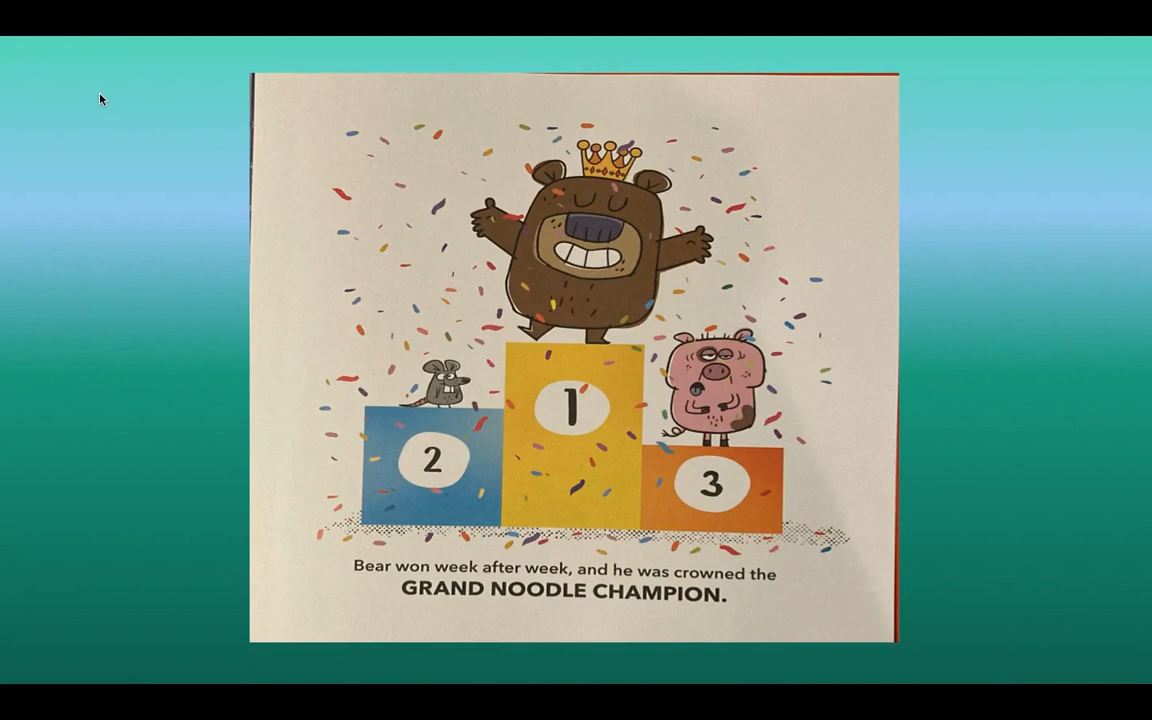 1
2
3
Bear won week after week, and he was crowned the
GRAND NOODLE CHAMPION.